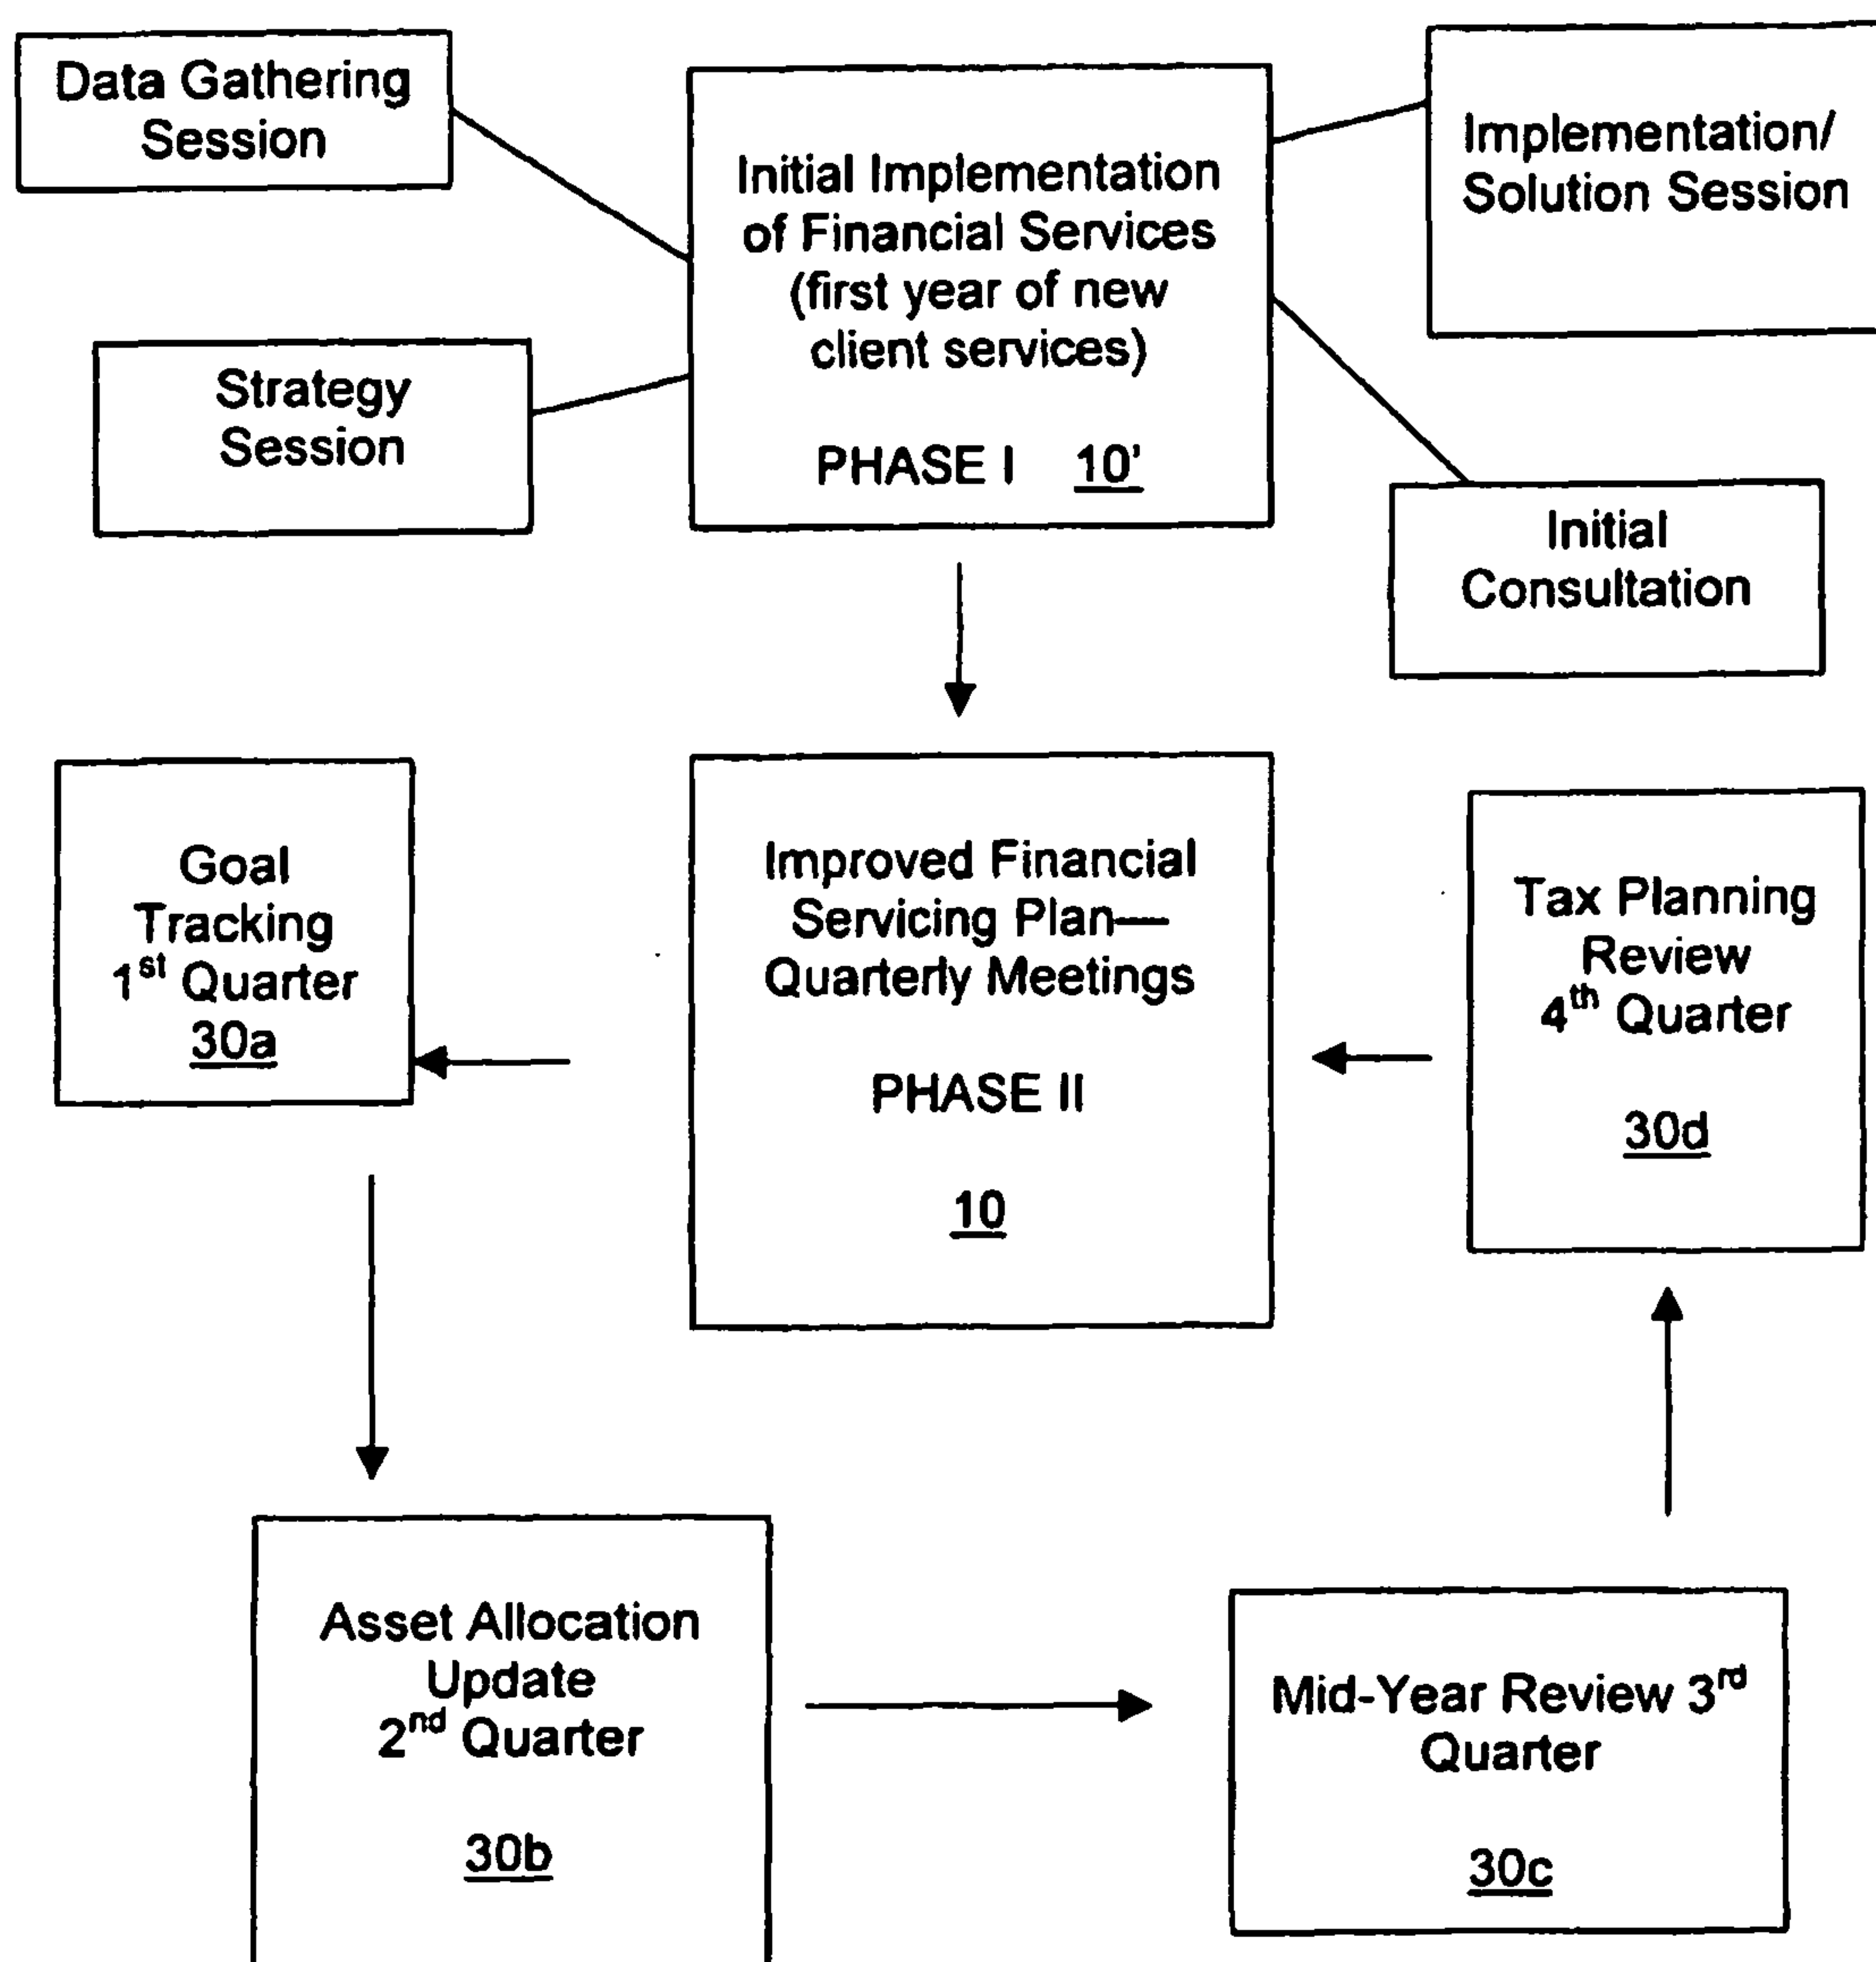 Data Gathering
Session
Initial Implementation
of Financial Services
(first year of new
client services)
PHASE I 10'
Implementation/
Solution Session
Strategy
Session
Initial
Consultation
Goal
Tracking
1st Quarter
30a
Improved Financial
Servicing Plan—
Quarterly Meetings
PHASE II
10
Tax Planning
Review
4th Quarter
30d
Asset Allocation
Update
2nd Quarter
30b
Mid-Year Review 3rd
Quarter
30c